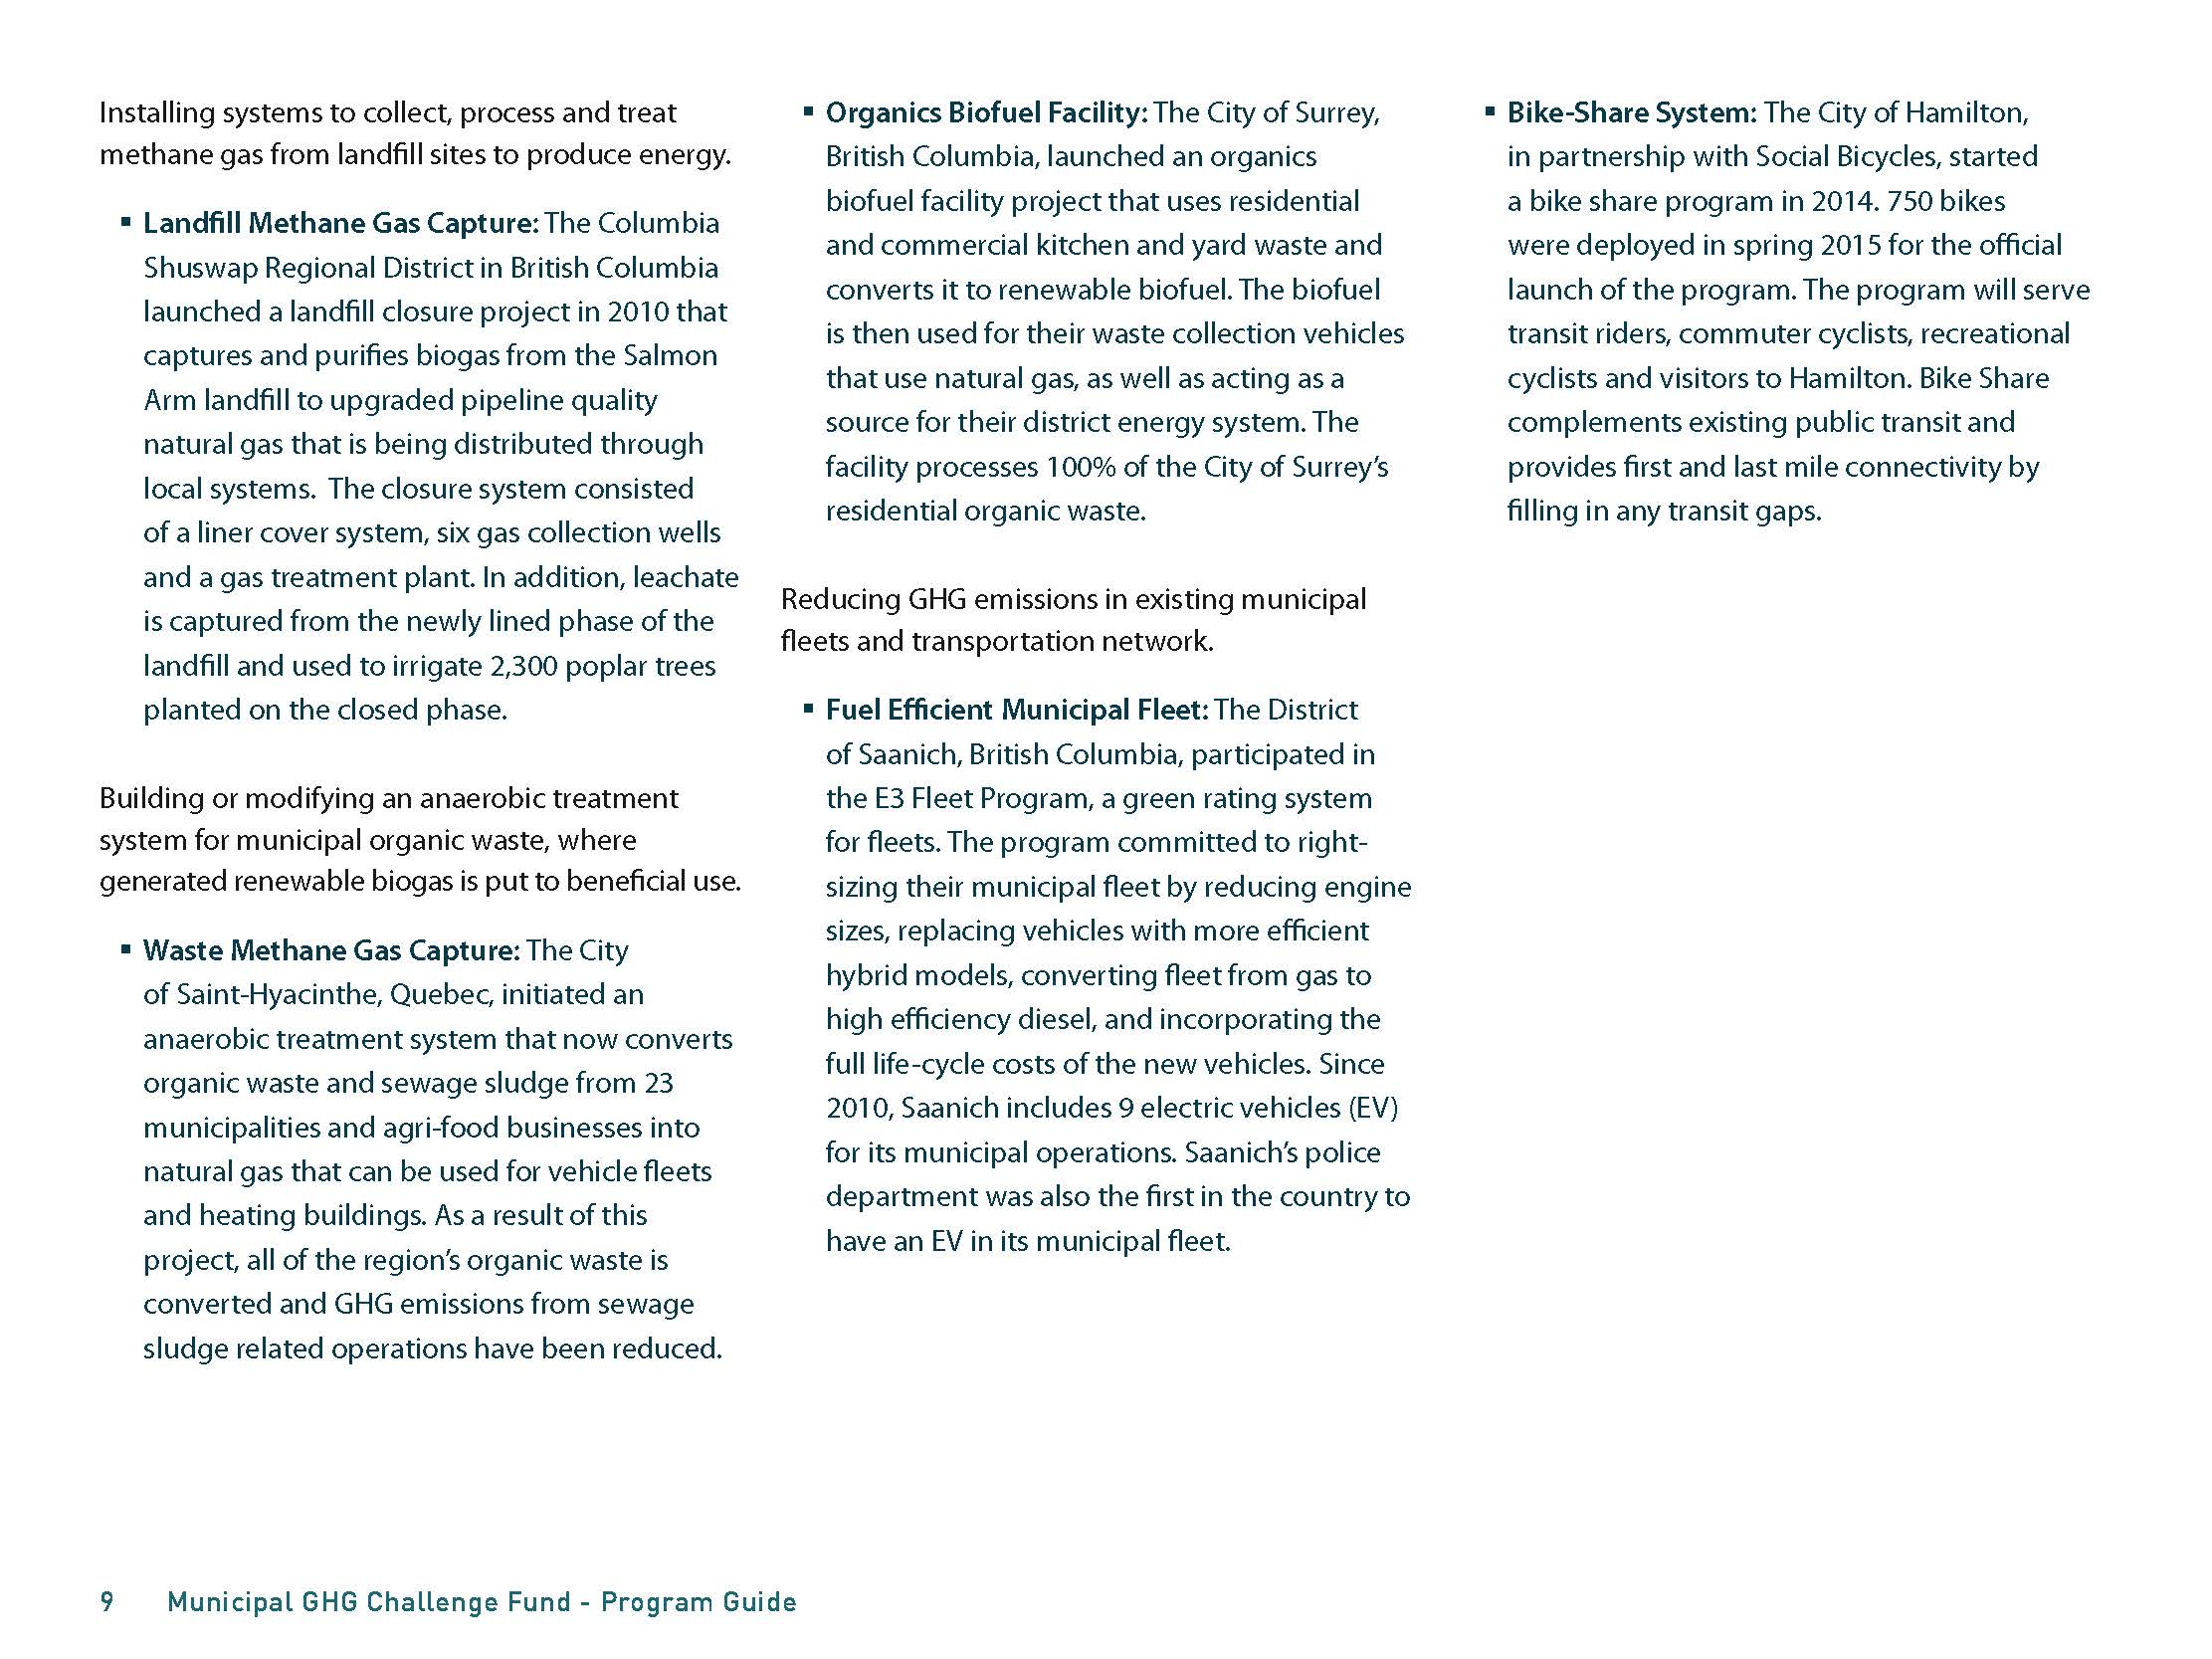 Installing systems to collect, process and treat
methane gas from landfill sites to produce energy.
▪ Landfill Methane Gas Capture: The Columbia
Shuswap Regional District in British Columbia
launched a landfill closure project in 2010 that
captures and purifies biogas from the Salmon
Arm landfill to upgraded pipeline quality
natural gas that is being distributed through
local systems.  The closure system consisted
of a liner cover system, six gas collection wells
and a gas treatment plant. In addition, leachate
is captured from the newly lined phase of the
landfill and used to irrigate 2,300 poplar trees
planted on the closed phase.
Building or modifying an anaerobic treatment
system for municipal organic waste, where
generated renewable biogas is put to beneficial use.
▪ Waste Methane Gas Capture: The City
of Saint-Hyacinthe, Quebec, initiated an
anaerobic treatment system that now converts
organic waste and sewage sludge from 23
municipalities and agri-food businesses into
natural gas that can be used for vehicle fleets
and heating buildings. As a result of this
project, all of the region’s organic waste is
converted and GHG emissions from sewage
sludge related operations have been reduced.
▪ Organics Biofuel Facility: The City of Surrey,
British Columbia, launched an organics
biofuel facility project that uses residential
and commercial kitchen and yard waste and
converts it to renewable biofuel. The biofuel
is then used for their waste collection vehicles
that use natural gas, as well as acting as a
source for their district energy system. The
facility processes 100% of the City of Surrey’s
residential organic waste.
Reducing GHG emissions in existing municipal
fleets and transportation network.
▪ Fuel Efficient Municipal Fleet: The District
of Saanich, British Columbia, participated in
the E3 Fleet Program, a green rating system
for fleets. The program committed to right-
sizing their municipal fleet by reducing engine
sizes, replacing vehicles with more efficient
hybrid models, converting fleet from gas to
high efficiency diesel, and incorporating the
full life-cycle costs of the new vehicles. Since
2010, Saanich includes 9 electric vehicles (EV)
for its municipal operations. Saanich’s police
department was also the first in the country to
have an EV in its municipal fleet.
▪ Bike-Share System: The City of Hamilton,
in partnership with Social Bicycles, started
a bike share program in 2014. 750 bikes
were deployed in spring 2015 for the official
launch of the program. The program will serve
transit riders, commuter cyclists, recreational
cyclists and visitors to Hamilton. Bike Share
complements existing public transit and
provides first and last mile connectivity by
filling in any transit gaps.
9 Municipal GHG Challenge Fund - Program Guide